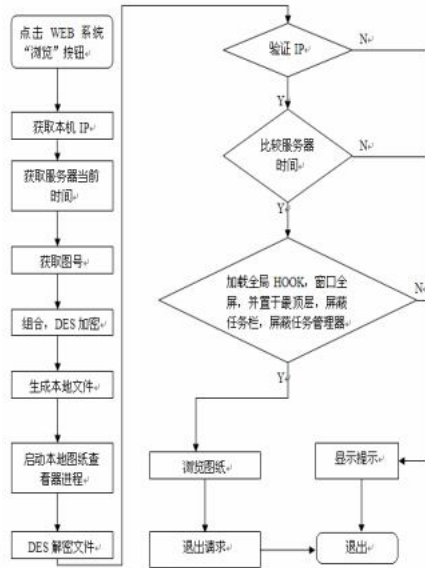 点击 WEB 系统
“浏览”按钮
获取本机 IP
获取服务器当前
时间
获取图号
组合，DES 加密
生成本地文件
启动本地图纸查
看器进程
DES 解密文件
验证 IP
N
Y
比较服务器
时间
N
Y
加载全局 HOOK，窗口全
屏，并置于最顶层，屏蔽
任务栏，屏蔽任务管理器
N
Y
浏览图纸
退出请求
显示提示
退出